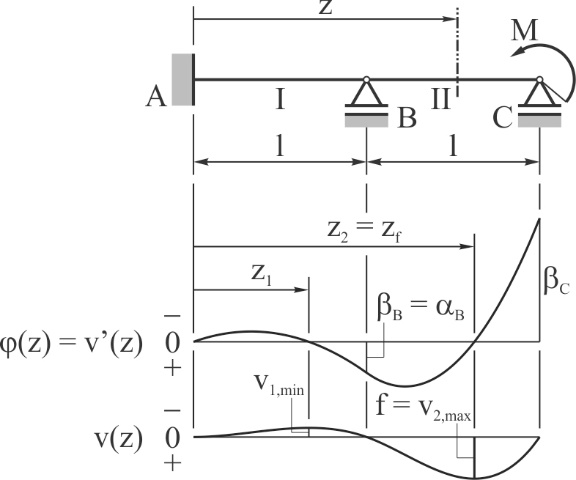 z
M
A
I
B
II
C
l
l
z₂ = z_f
z₁
β_B = α_B
β_C
−
φ(z) = v’(z) 0
+
v₁,min
f = v₂,max
−
v(z) 0
+